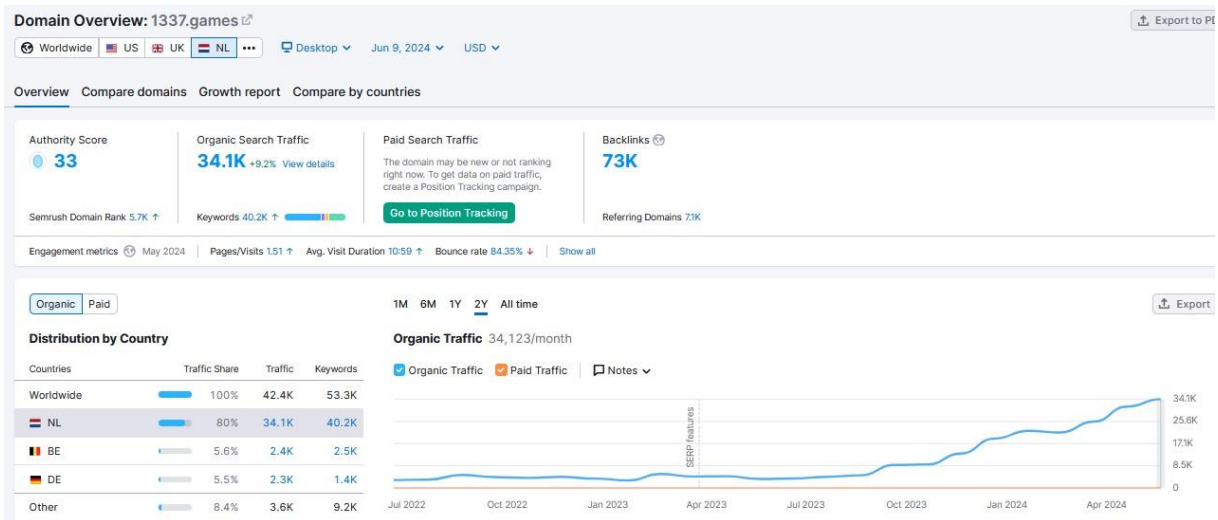 Domain Overview: 1337.games
Export to PD
Worldwide US UK NL •••
Desktop Jun 9, 2024 USD
Overview Compare domains Growth report Compare by countries
Authority Score
33
Semrush Domain Rank 5.7K ↑
Organic Search Traffic
34.1K +9.2% View details
Keywords 40.2K ↑
Paid Search Traffic
The domain may be new or not ranking
right now. To get data on paid traffic,
create a Position Tracking campaign.
Go to Position Tracking
Backlinks
73K
Referring Domains 7.1K
Engagement metrics May 2024 Pages/Visits 1.51 ↑ Avg. Visit Duration 10:59 ↑ Bounce rate 84.35% ↓ Show all
Organic Paid
Distribution by Country
Countries Traffic Share Traffic Keywords
Worldwide 100% 42.4K 53.3K
NL 80% 34.1K 40.2K
BE 5.6% 2.4K 2.5K
DE 5.5% 2.3K 1.4K
Other 8.4% 3.6K 9.2K
1M 6M 1Y 2Y All time
Export
Organic Traffic 34,123/month
Organic Traffic Paid Traffic Notes
SERP features
34.1K
25.6K
17.1K
8.5K
0
Jul 2022 Oct 2022 Jan 2023 Apr 2023 Jul 2023 Oct 2023 Jan 2024 Apr 2024